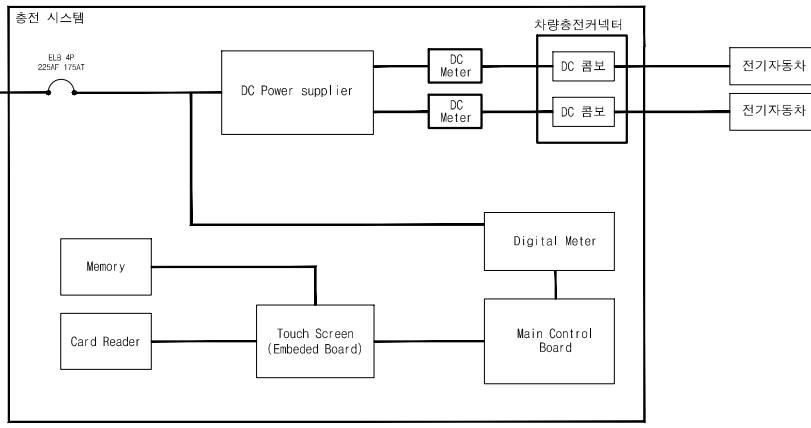 충전 시스템
차량충전커넥터
ELB 4P
225AF 175AT
DC Power supplier
DC
Meter
DC 콤보
전기자동차
DC
Meter
DC 콤보
전기자동차
Digital Meter
Memory
Card Reader
Touch Screen
(Embeded Board)
Main Control
Board